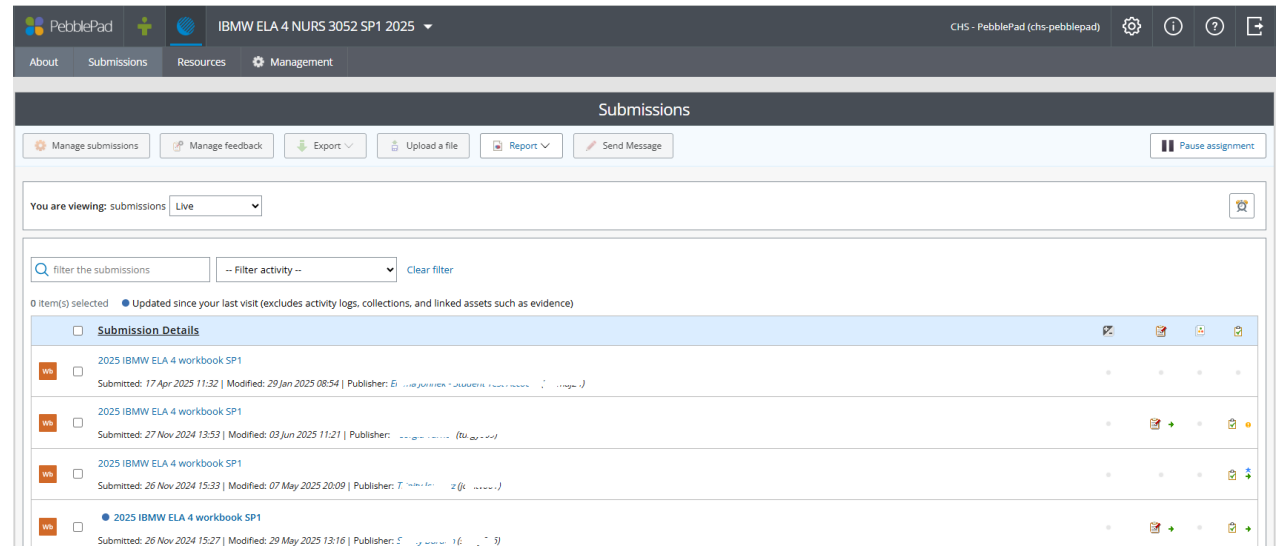 PebblePad
IBMW ELA 4 NURS 3052 SP1 2025
CHS - PebblePad (chs-pebblepad)
About Submissions Resources Management
Submissions
Manage submissions Manage feedback Export Upload a file Report Send Message Pause assignment
You are viewing: submissions Live
filter the submissions -- Filter activity -- Clear filter
0 item(s) selected Updated since your last visit (excludes activity logs, collections, and linked assets such as evidence)
Submission Details
2025 IBMW ELA 4 workbook SP1
Wb
Submitted: 17 Apr 2025 11:32 | Modified: 29 Jan 2025 08:54 | Publisher:
2025 IBMW ELA 4 workbook SP1
Wb
Submitted: 27 Nov 2024 13:53 | Modified: 03 Jun 2025 11:21 | Publisher:
2025 IBMW ELA 4 workbook SP1
Wb
Submitted: 26 Nov 2024 15:33 | Modified: 07 May 2025 20:09 | Publisher:
2025 IBMW ELA 4 workbook SP1
Wb
Submitted: 26 Nov 2024 15:27 | Modified: 29 May 2025 13:16 | Publisher: